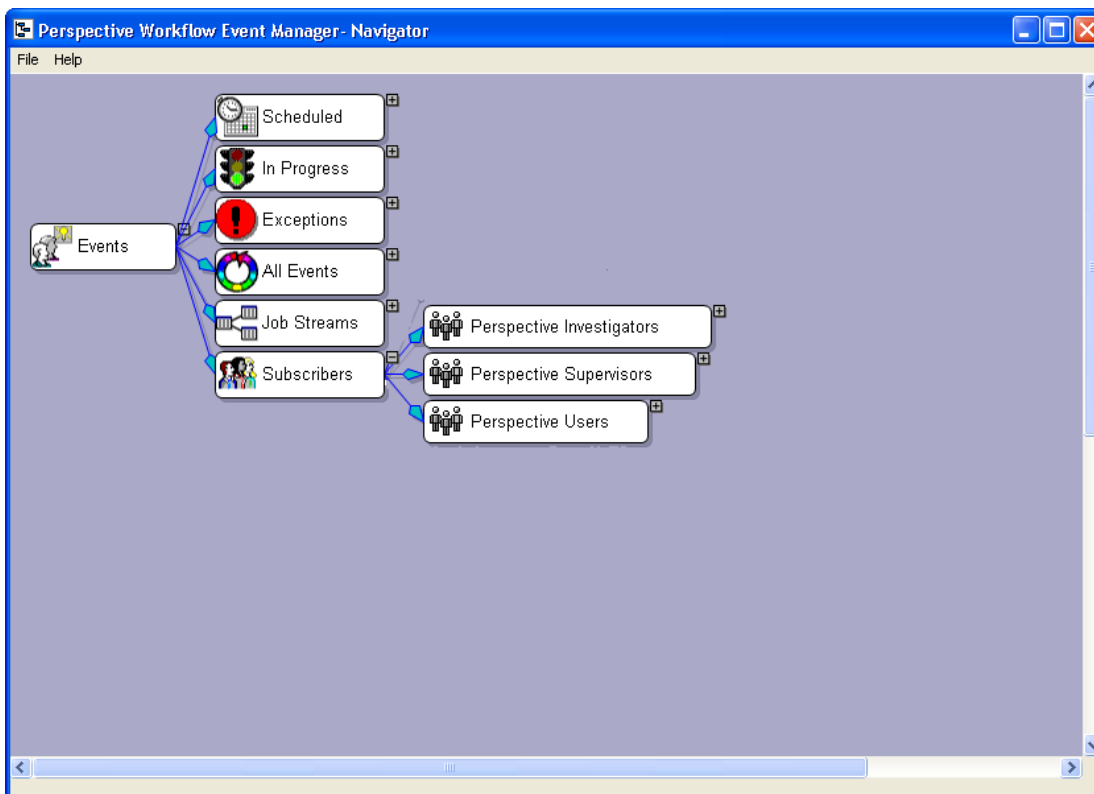 Perspective Workflow Event Manager- Navigator
File Help
Scheduled
In Progress
Exceptions
Events
All Events
Job Streams
Perspective Investigators
Subscribers
Perspective Supervisors
Perspective Users